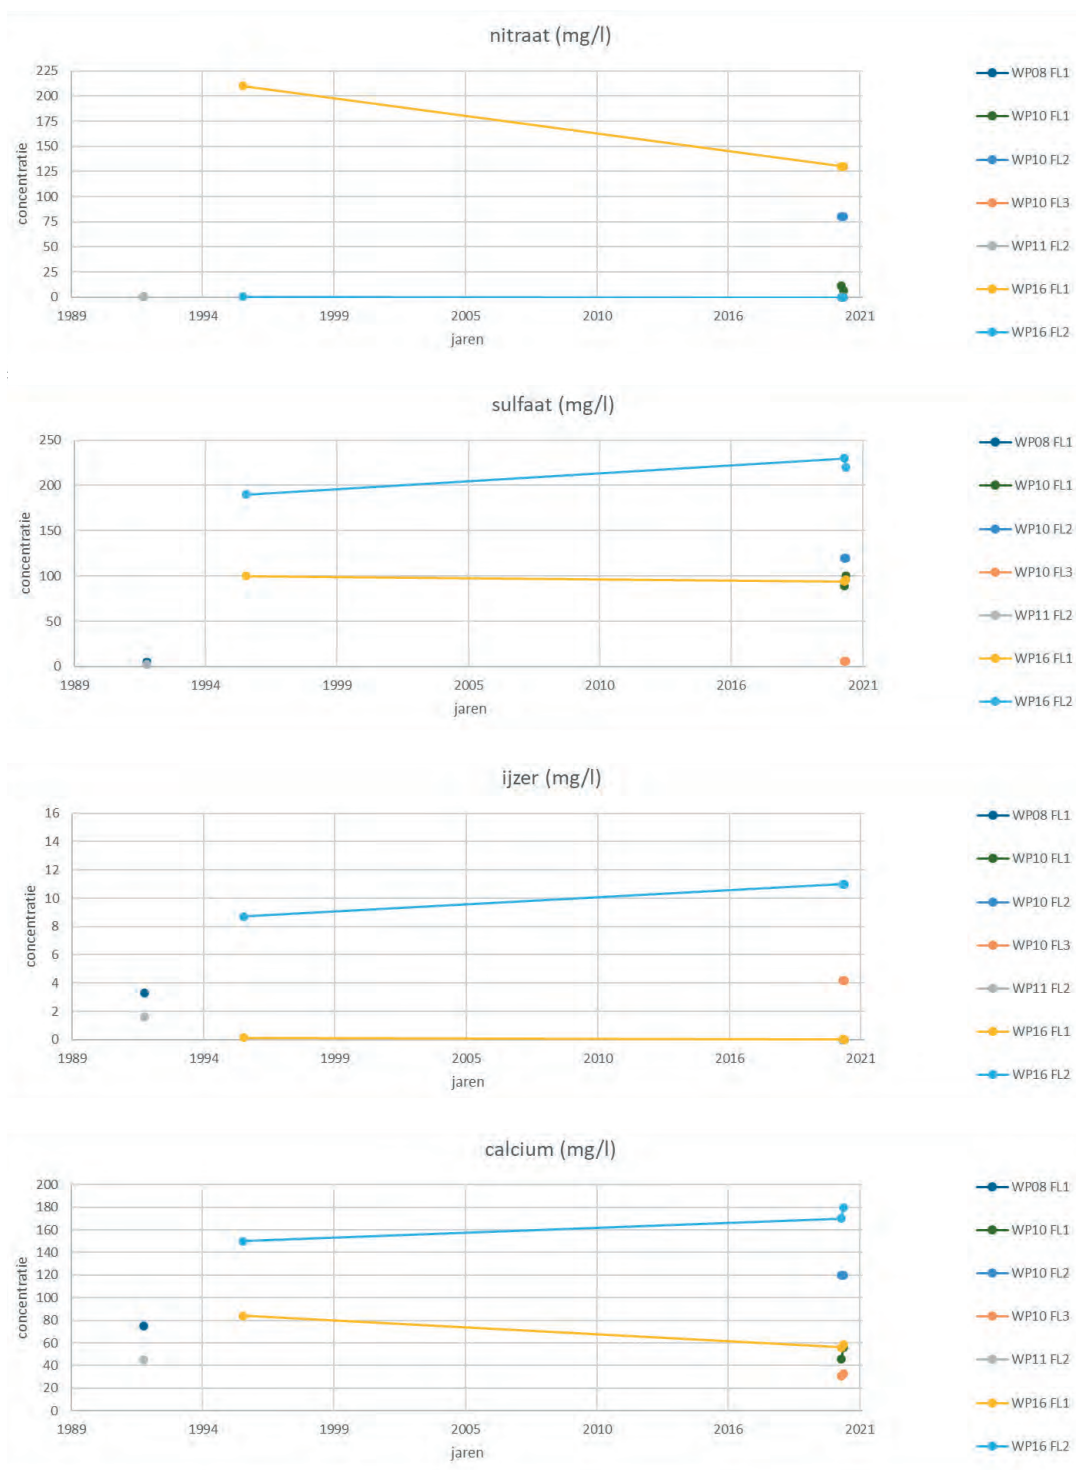 nitraat (mg/l)
225
200
175
150
125
100
75
50
25
0
concentratie
1989 1994 1999 2005 2010 2016 2021
jaren
WP08 FL1
WP10 FL1
WP10 FL2
WP10 FL3
WP11 FL2
WP16 FL1
WP16 FL2
sulfaat (mg/l)
250
200
150
100
50
0
concentratie
1989 1994 1999 2005 2010 2016 2021
jaren
WP08 FL1
WP10 FL1
WP10 FL2
WP10 FL3
WP11 FL2
WP16 FL1
WP16 FL2
ijzer (mg/l)
16
14
12
10
8
6
4
2
0
concentratie
1989 1994 1999 2005 2010 2016 2021
jaren
WP08 FL1
WP10 FL1
WP10 FL2
WP10 FL3
WP11 FL2
WP16 FL1
WP16 FL2
calcium (mg/l)
200
180
160
140
120
100
80
60
40
20
0
concentratie
1989 1994 1999 2005 2010 2016 2021
jaren
WP08 FL1
WP10 FL1
WP10 FL2
WP10 FL3
WP11 FL2
WP16 FL1
WP16 FL2